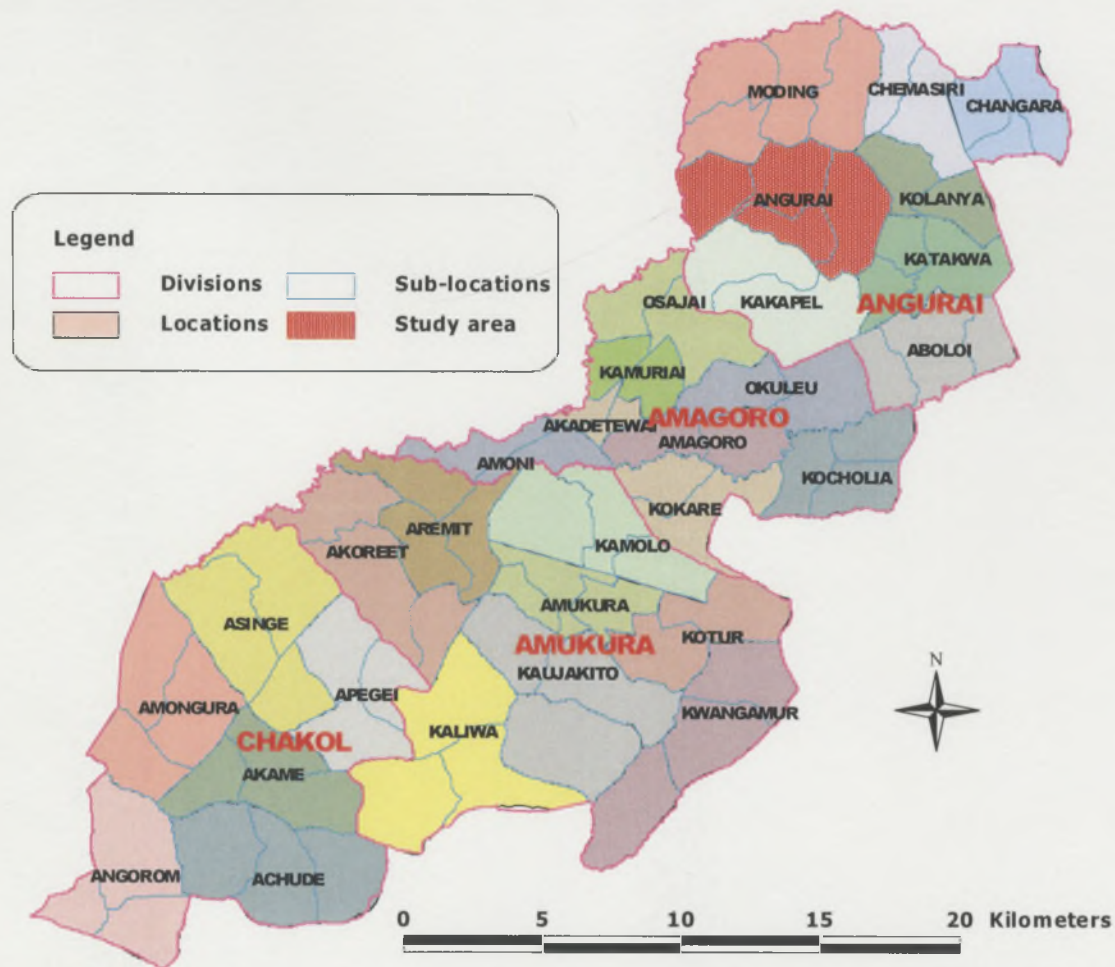 MODING
CHEMASIRI
CHANGARA
ANGURAI
KOLANYA
KATAKWA
Legend
Divisions
Sub-locations
Locations
Study area
OSAJAI
KAKAPEL
ANGURAI
ABOLOI
KAMURIAI
OKULEU
AMAGORO
AKADETEWAI
AMAGORO
AMONI
KOCHOLIA
KOKARE
AREMIT
KAMOLO
AKOREET
AMUKURA
ASINGE
AMUKURA
KOTUR
KAUJAKITO
APEGEI
N
AMONGURA
KALIWA
KWANGAMUR
CHAKOL
AKAME
ANGOROM
ACHUDE
0 5 10 15 20 Kilometers